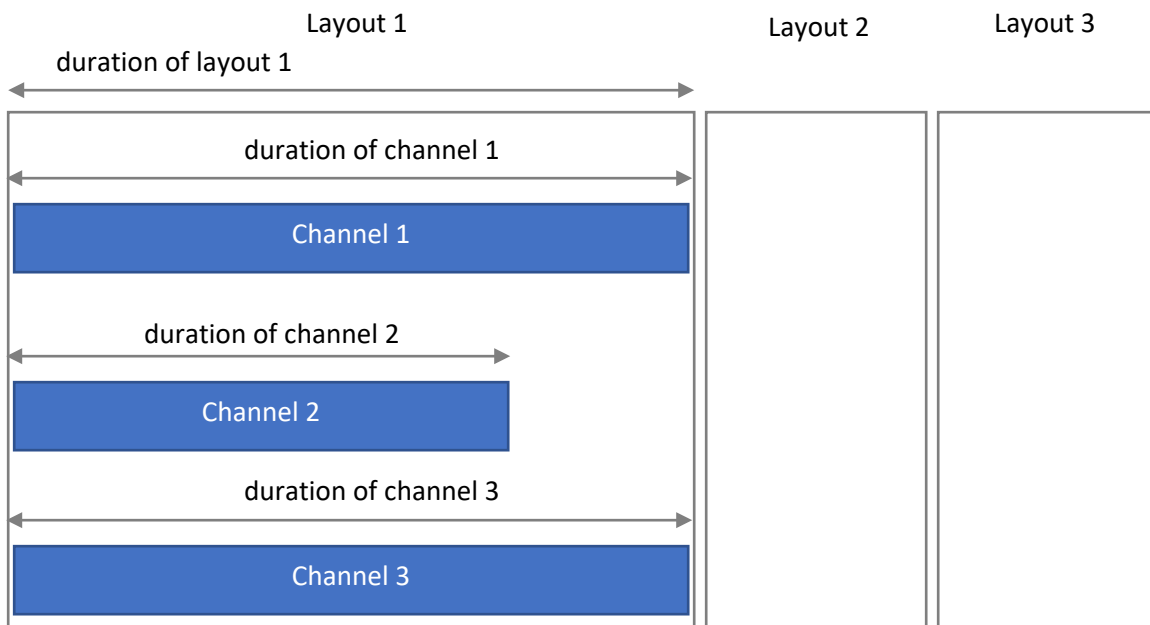 Layout 1
Layout 2
Layout 3
duration of layout 1
duration of channel 1
Channel 1
duration of channel 2
Channel 2
duration of channel 3
Channel 3